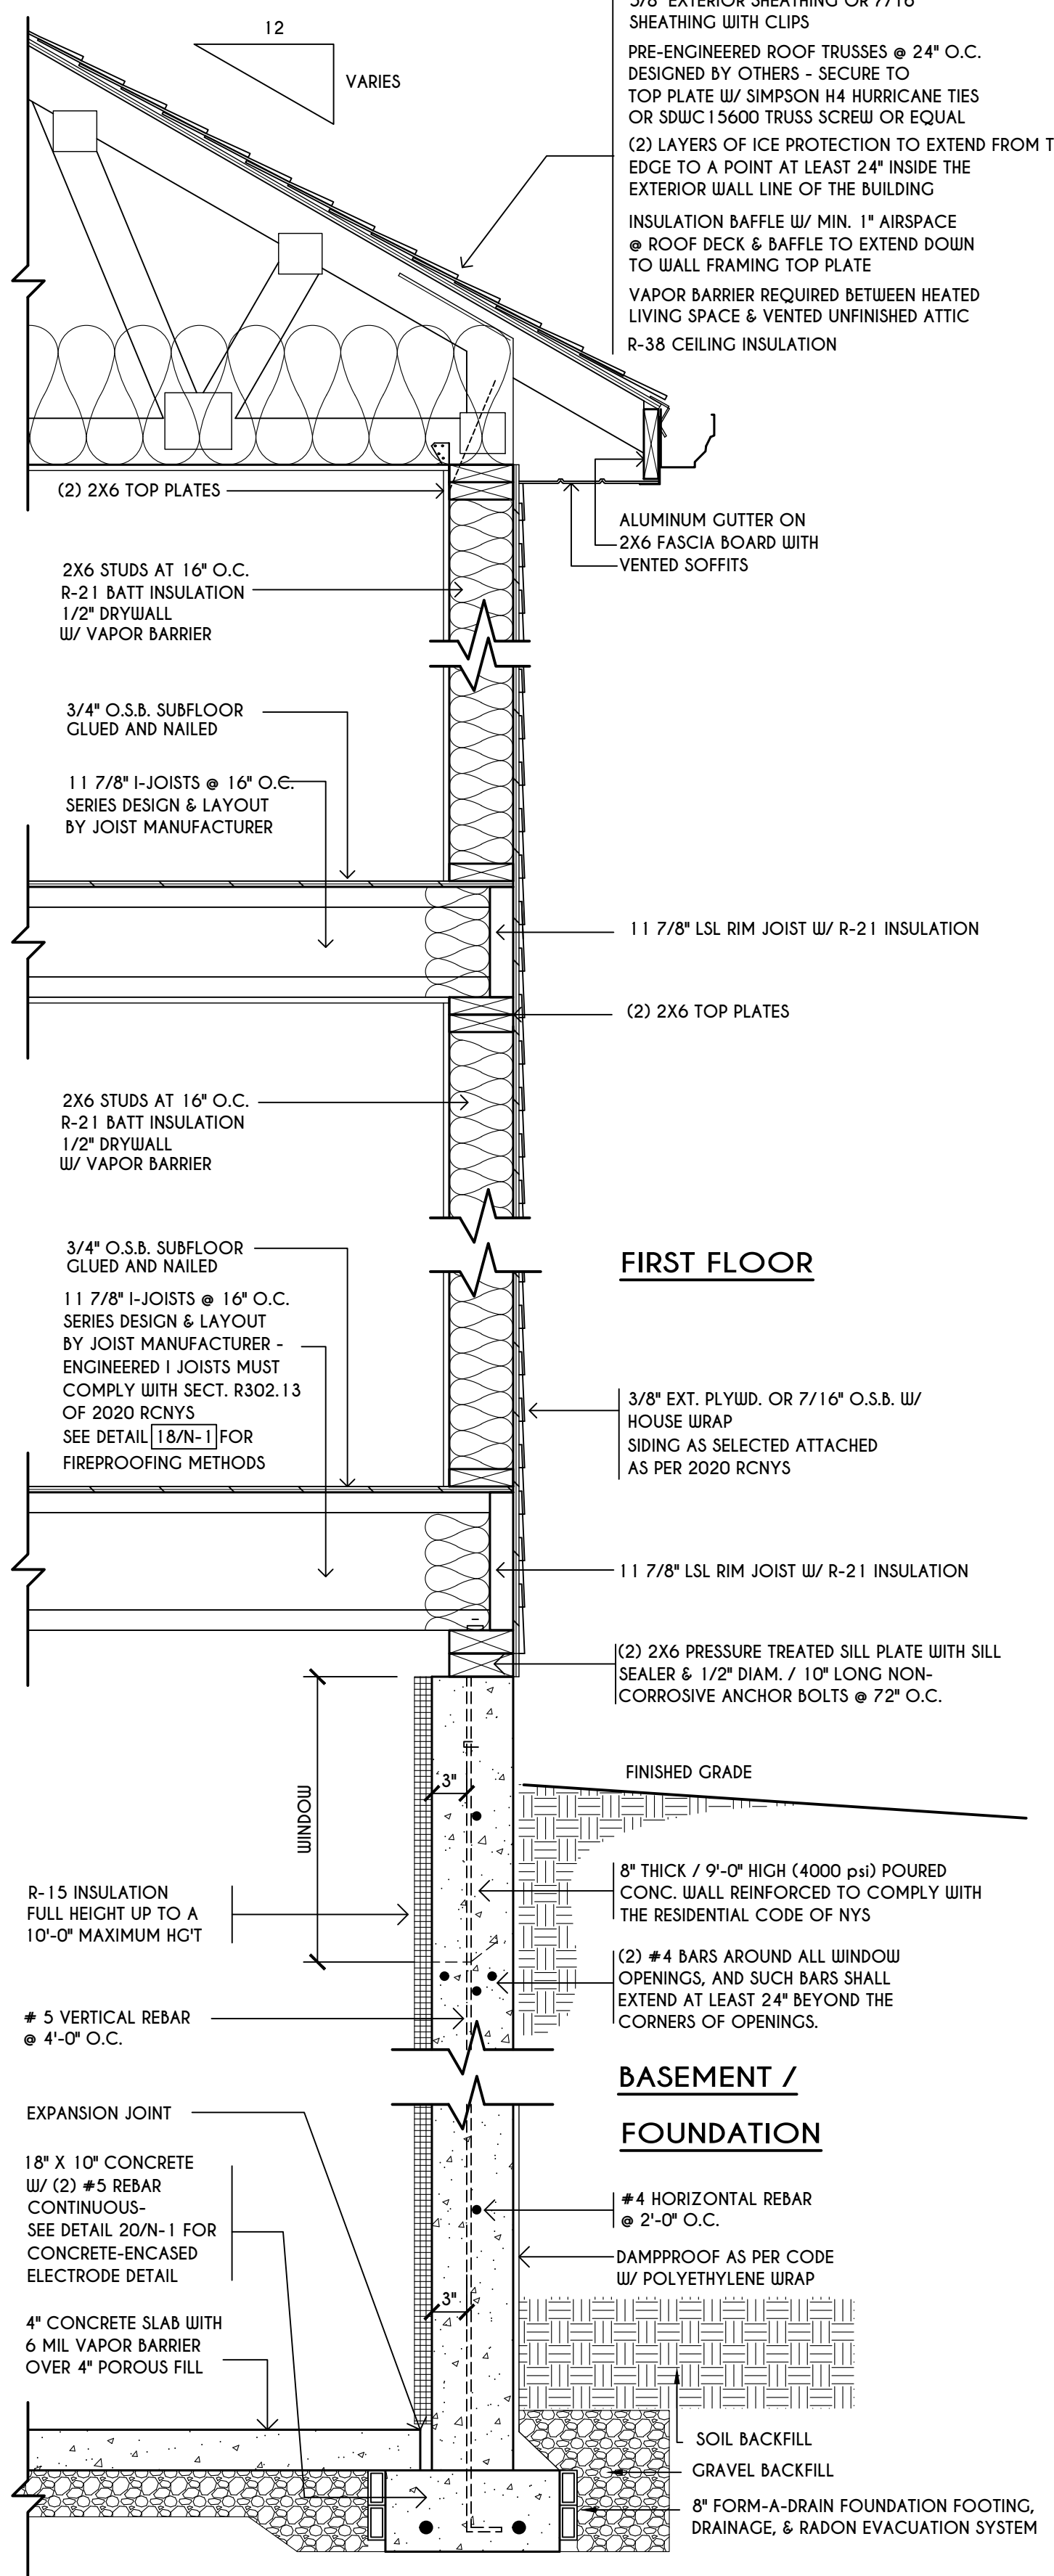 5/8" EXTERIOR SHEATHING OR 7/16"
SHEATHING WITH CLIPS
12
VARIES
PRE-ENGINEERED ROOF TRUSSES @ 24" O.C.
DESIGNED BY OTHERS - SECURE TO
TOP PLATE W/ SIMPSON H4 HURRICANE TIES
OR SDWC15600 TRUSS SCREW OR EQUAL
(2) LAYERS OF ICE PROTECTION TO EXTEND FROM
EDGE TO A POINT AT LEAST 24" INSIDE THE
EXTERIOR WALL LINE OF THE BUILDING
INSULATION BAFFLE W/ MIN. 1" AIRSPACE
@ ROOF DECK & BAFFLE TO EXTEND DOWN
TO WALL FRAMING TOP PLATE
VAPOR BARRIER REQUIRED BETWEEN HEATED
LIVING SPACE & VENTED UNFINISHED ATTIC
R-38 CEILING INSULATION
(2) 2X6 TOP PLATES
ALUMINUM GUTTER ON
2X6 FASCIA BOARD WITH
VENTED SOFFITS
2X6 STUDS AT 16" O.C.
R-21 BATT INSULATION
1/2" DRYWALL
W/ VAPOR BARRIER
3/4" O.S.B. SUBFLOOR
GLUED AND NAILED
11 7/8" I-JOISTS @ 16" O.C.
SERIES DESIGN & LAYOUT
BY JOIST MANUFACTURER
11 7/8" LSL RIM JOIST W/ R-21 INSULATION
(2) 2X6 TOP PLATES
2X6 STUDS AT 16" O.C.
R-21 BATT INSULATION
1/2" DRYWALL
W/ VAPOR BARRIER
3/4" O.S.B. SUBFLOOR
GLUED AND NAILED
FIRST FLOOR
11 7/8" I-JOISTS @ 16" O.C.
SERIES DESIGN & LAYOUT
BY JOIST MANUFACTURER -
ENGINEERED I JOISTS MUST
COMPLY WITH SECT. R302.13
OF 2020 RCNYS
SEE DETAIL 18/N-1 FOR
FIREPROOFING METHODS
3/8" EXT. PLYWD. OR 7/16" O.S.B. W/
HOUSE WRAP
SIDING AS SELECTED ATTACHED
AS PER 2020 RCNYS
11 7/8" LSL RIM JOIST W/ R-21 INSULATION
(2) 2X6 PRESSURE TREATED SILL PLATE WITH SILL
SEALER & 1/2" DIAM. / 10" LONG NON-
CORROSIVE ANCHOR BOLTS @ 72" O.C.
FINISHED GRADE
3"
WINDOW
8" THICK / 9'-0" HIGH (4000 psi) POURED
CONC. WALL REINFORCED TO COMPLY WITH
THE RESIDENTIAL CODE OF NYS
R-15 INSULATION
FULL HEIGHT UP TO A
10'-0" MAXIMUM HG'T
(2) #4 BARS AROUND ALL WINDOW
OPENINGS, AND SUCH BARS SHALL
EXTEND AT LEAST 24" BEYOND THE
CORNERS OF OPENINGS.
# 5 VERTICAL REBAR
@ 4'-0" O.C.
BASEMENT /
FOUNDATION
EXPANSION JOINT
18" X 10" CONCRETE
W/ (2) #5 REBAR
CONTINUOUS-
SEE DETAIL 20/N-1 FOR
CONCRETE-ENCASED
ELECTRODE DETAIL
#4 HORIZONTAL REBAR
@ 2'-0" O.C.
DAMPPROOF AS PER CODE
W/ POLYETHYLENE WRAP
3"
4" CONCRETE SLAB WITH
6 MIL VAPOR BARRIER
OVER 4" POROUS FILL
SOIL BACKFILL
GRAVEL BACKFILL
8" FORM-A-DRAIN FOUNDATION FOOTING,
DRAINAGE, & RADON EVACUATION SYSTEM